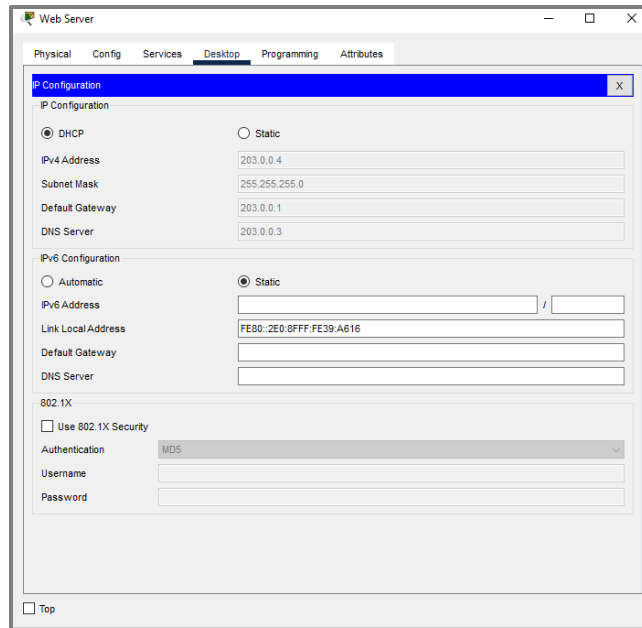 Web Server
Physical Config Services Desktop Programming Attributes
IP Configuration X
IP Configuration
DHCP Static
IPv4 Address 203.0.0.4
Subnet Mask 255.255.255.0
Default Gateway 203.0.0.1
DNS Server 203.0.0.3
IPv6 Configuration
Automatic Static
IPv6 Address /
Link Local Address FE80::2E0:8FFF:FE39:A616
Default Gateway
DNS Server
802.1X
Use 802.1X Security
Authentication MD5
Username
Password
Top